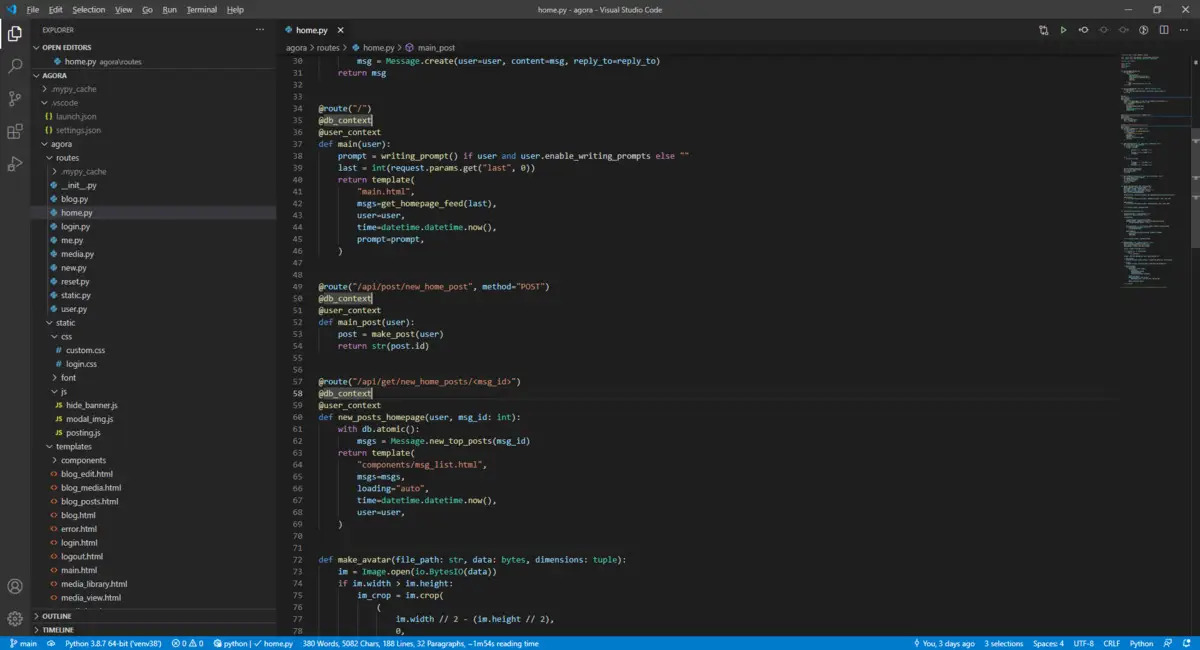 File Edit Selection View Go Run Terminal Help
home.py - agora - Visual Studio Code
EXPLORER
OPEN EDITORS
home.py agora\routes
AGORA
.mypy_cache
.vscode
launch.json
settings.json
agora
routes
.mypy_cache
__init__.py
blog.py
home.py
login.py
me.py
media.py
new.py
reset.py
static.py
user.py
static
css
custom.css
login.css
font
js
hide_banner.js
modal_img.js
posting.js
templates
components
blog_edit.html
blog_media.html
blog_posts.html
blog.html
error.html
login.html
logout.html
main.html
media_library.html
media_view.html
OUTLINE
TIMELINE
home.py
agora > routes > home.py > main_post
30 msg = Message.create(user=user, content=msg, reply_to=reply_to)
31 return msg
32
33
34 @route("/")
35 @db_context
36 @user_context
37 def main(user):
38 prompt = writing_prompt() if user and user.enable_writing_prompts else ""
39 last = int(request.params.get("last", 0))
40 return template(
41 "main.html",
42 msgs=get_homepage_feed(last),
43 user=user,
44 time=datetime.datetime.now(),
45 prompt=prompt,
46 )
47
48
49 @route("/api/post/new_home_post", method="POST")
50 @db_context
51 @user_context
52 def main_post(user):
53 post = make_post(user)
54 return str(post.id)
55
56
57 @route("/api/get/new_home_posts/<msg_id>")
58 @db_context
59 @user_context
60 def new_posts_homepage(user, msg_id: int):
61 with db.atomic():
62 msgs = Message.new_top_posts(msg_id)
63 return template(
64 "components/msg_list.html",
65 msgs=msgs,
66 loading="auto",
67 time=datetime.datetime.now(),
68 user=user,
69 )
70
71
72 def make_avatar(file_path: str, data: bytes, dimensions: tuple):
73 im = Image.open(io.BytesIO(data))
74 if im.width > im.height:
75 im_crop = im.crop(
76 (
77 im.width // 2 - (im.height // 2),
78 0,
main Python 3.8.7 64-bit ('venv38') 0 0 python | ✓ home.py 380 Words, 5082 Chars, 188 Lines, 32 Paragraphs, ~1m54s reading time
You, 3 days ago 3 selections Spaces: 4 UTF-8 CRLF Python